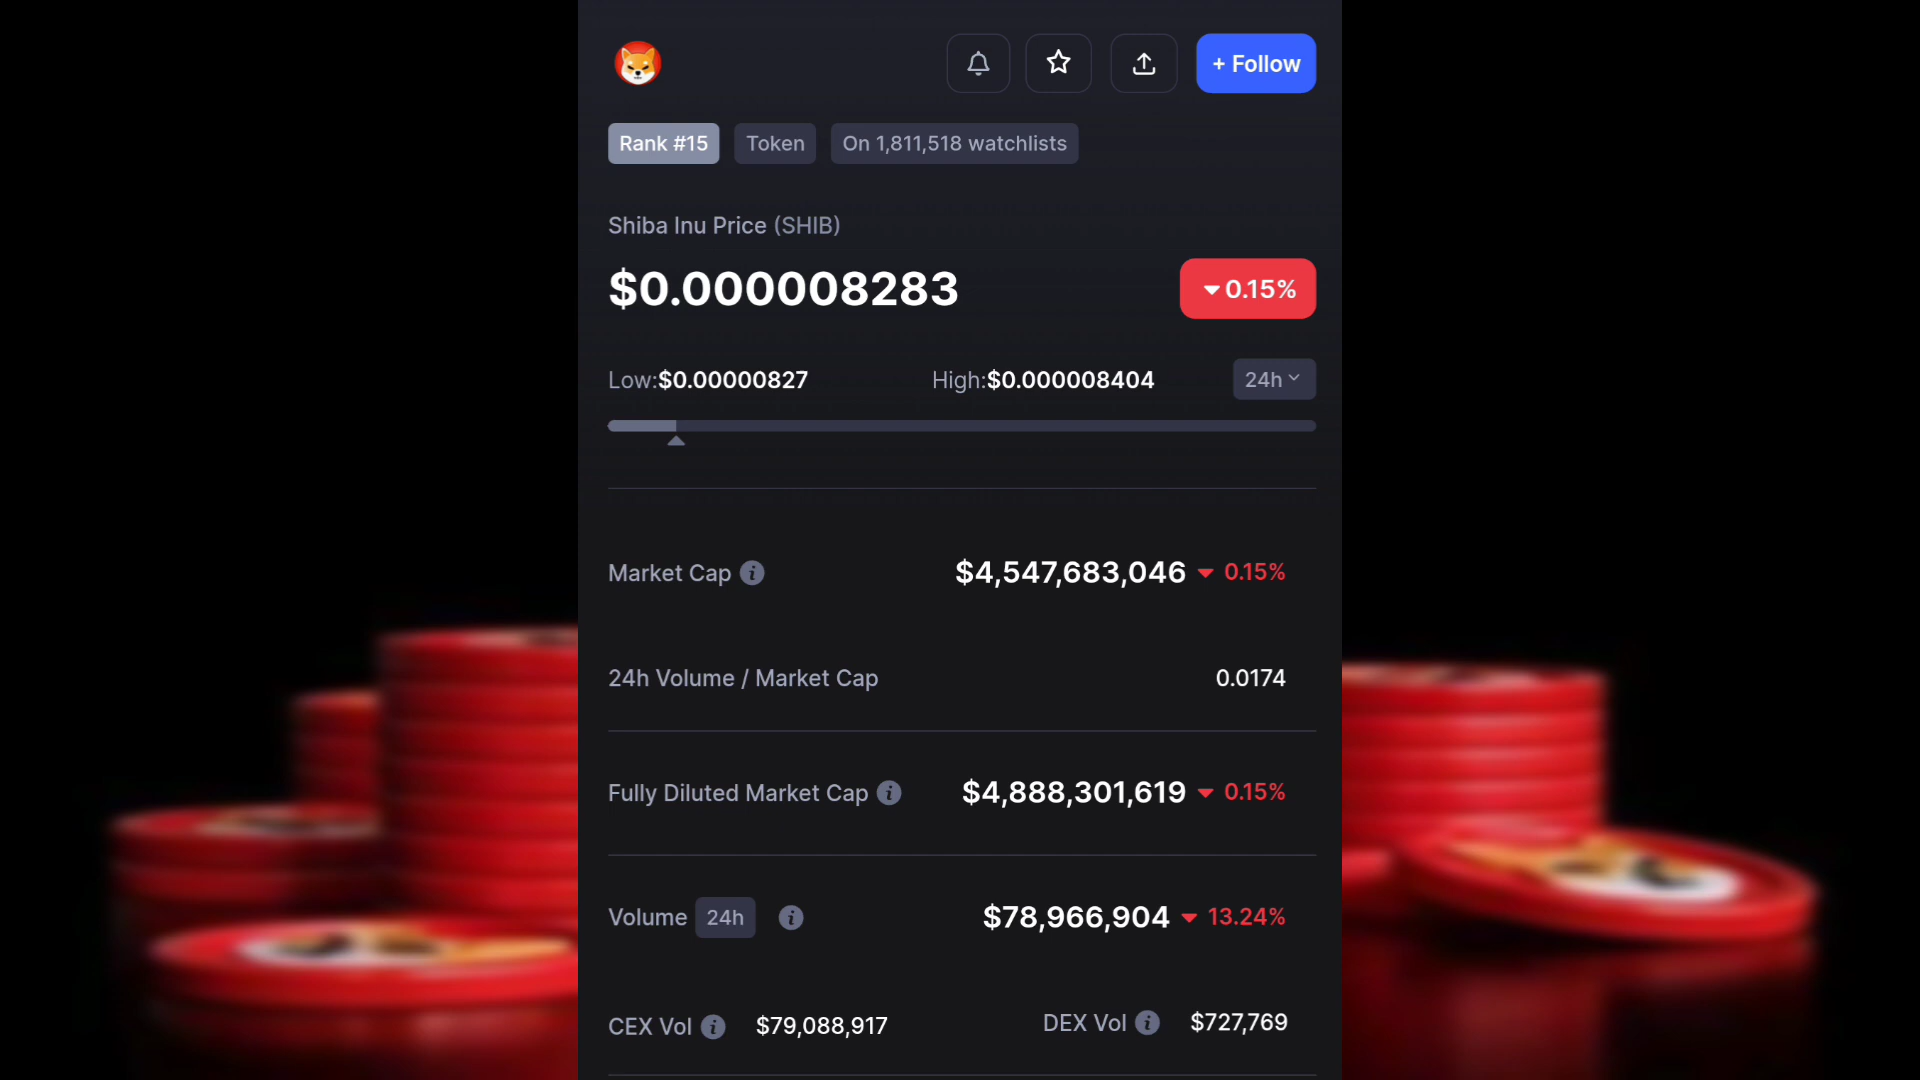 + Follow
Rank #15 Token On 1,811,518 watchlists
Shiba Inu Price (SHIB)
$0.000008283 0.15%
Low:$0.00000827 High:$0.000008404 24h
Market Cap $4,547,683,046 0.15%
24h Volume / Market Cap 0.0174
Fully Diluted Market Cap $4,888,301,619 0.15%
Volume 24h $78,966,904 13.24%
CEX Vol $79,088,917 DEX Vol $727,769